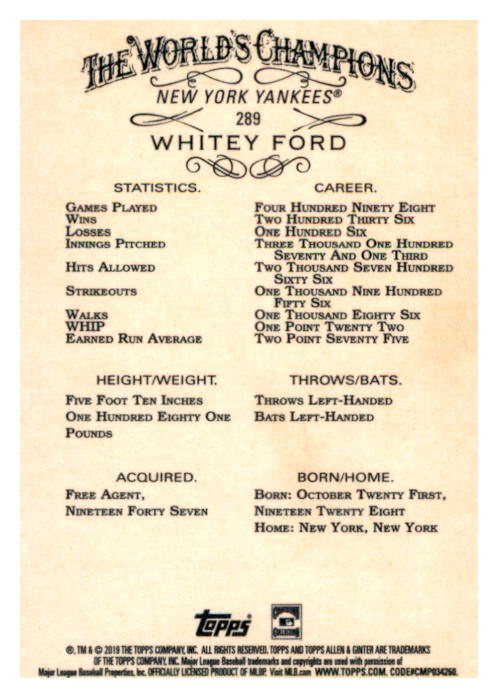 THE WORLD'S CHAMPIONS
NEW YORK YANKEES®
289
WHITEY FORD
STATISTICS. CAREER.
GAMES PLAYED FOUR HUNDRED NINETY EIGHT
WINS TWO HUNDRED THIRTY SIX
LOSSES ONE HUNDRED SIX
INNINGS PITCHED THREE THOUSAND ONE HUNDRED
SEVENTY AND ONE THIRD
HITS ALLOWED TWO THOUSAND SEVEN HUNDRED
SIXTY SIX
STRIKEOUTS ONE THOUSAND NINE HUNDRED
FIFTY SIX
WALKS ONE THOUSAND EIGHTY SIX
WHIP ONE POINT TWENTY TWO
EARNED RUN AVERAGE TWO POINT SEVENTY FIVE
HEIGHT/WEIGHT. THROWS/BATS.
FIVE FOOT TEN INCHES THROWS LEFT-HANDED
ONE HUNDRED EIGHTY ONE BATS LEFT-HANDED
POUNDS
ACQUIRED. BORN/HOME.
FREE AGENT, BORN: OCTOBER TWENTY FIRST,
NINETEEN FORTY SEVEN NINETEEN TWENTY EIGHT
HOME: NEW YORK, NEW YORK
topps
COOPERSTOWN
COLLECTION
®, TM & © 2019 THE TOPPS COMPANY, INC. ALL RIGHTS RESERVED. TOPPS AND TOPPS ALLEN & GINTER ARE TRADEMARKS
OF THE TOPPS COMPANY, INC. Major League Baseball trademarks and copyrights are used with permission of
Major League Baseball Properties, Inc. OFFICIALLY LICENSED PRODUCT OF MLBP. Visit MLB.com WWW.TOPPS.COM. CODE#CMP034260.